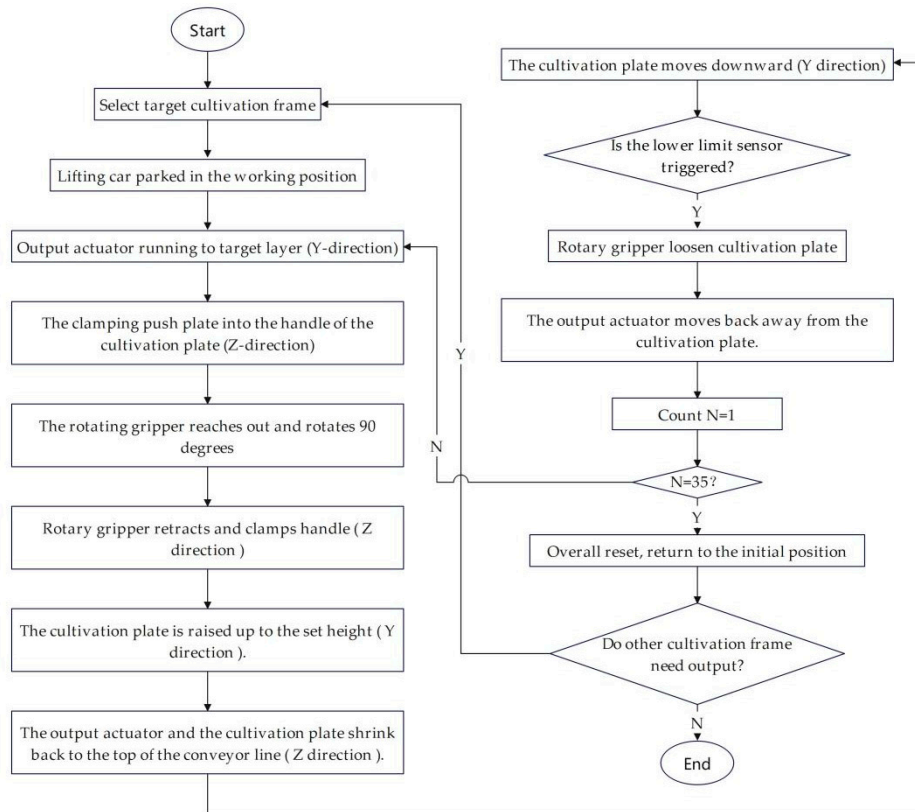 Start
Select target cultivation frame
Lifting car parked in the working position
Output actuator running to target layer (Y-direction)
The clamping push plate into the handle of the
cultivation plate (Z-direction)
The rotating gripper reaches out and rotates 90
degrees
Rotary gripper retracts and clamps handle ( Z
direction )
The cultivation plate is raised up to the set height ( Y
direction ).
The output actuator and the cultivation plate shrink
back to the top of the conveyor line ( Z direction ).
The cultivation plate moves downward (Y direction)
Is the lower limit sensor
triggered?
Y
Rotary gripper loosen cultivation plate
The output actuator moves back away from the
cultivation plate.
Count N=1
N=35?
N
Y
Overall reset, return to the initial position
Do other cultivation frame
need output?
Y
N
End